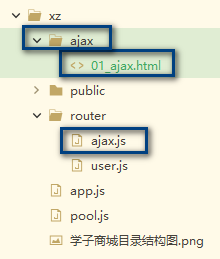 xz
ajax
<> 01_ajax.html
public
router
ajax.js
user.js
app.js
pool.js
学子商城目录结构图.png